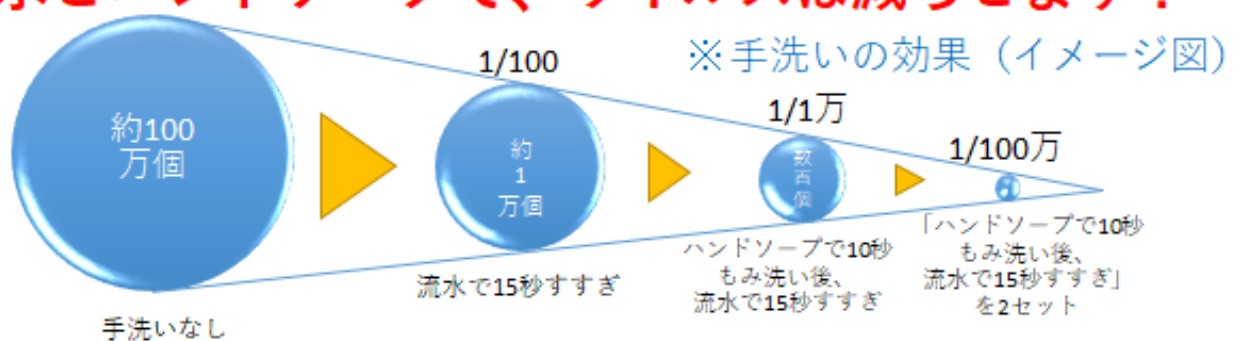 ※手洗いの効果（イメージ図）
1/100
1/1万
1/100万
約100
万個
約
1
万個
数
百
個
手洗いなし
流水で15秒すすぎ
ハンドソープで10秒
もみ洗い後、
流水で15秒すすぎ
「ハンドソープで10秒
もみ洗い後、
流水で15秒すすぎ」
を2セット